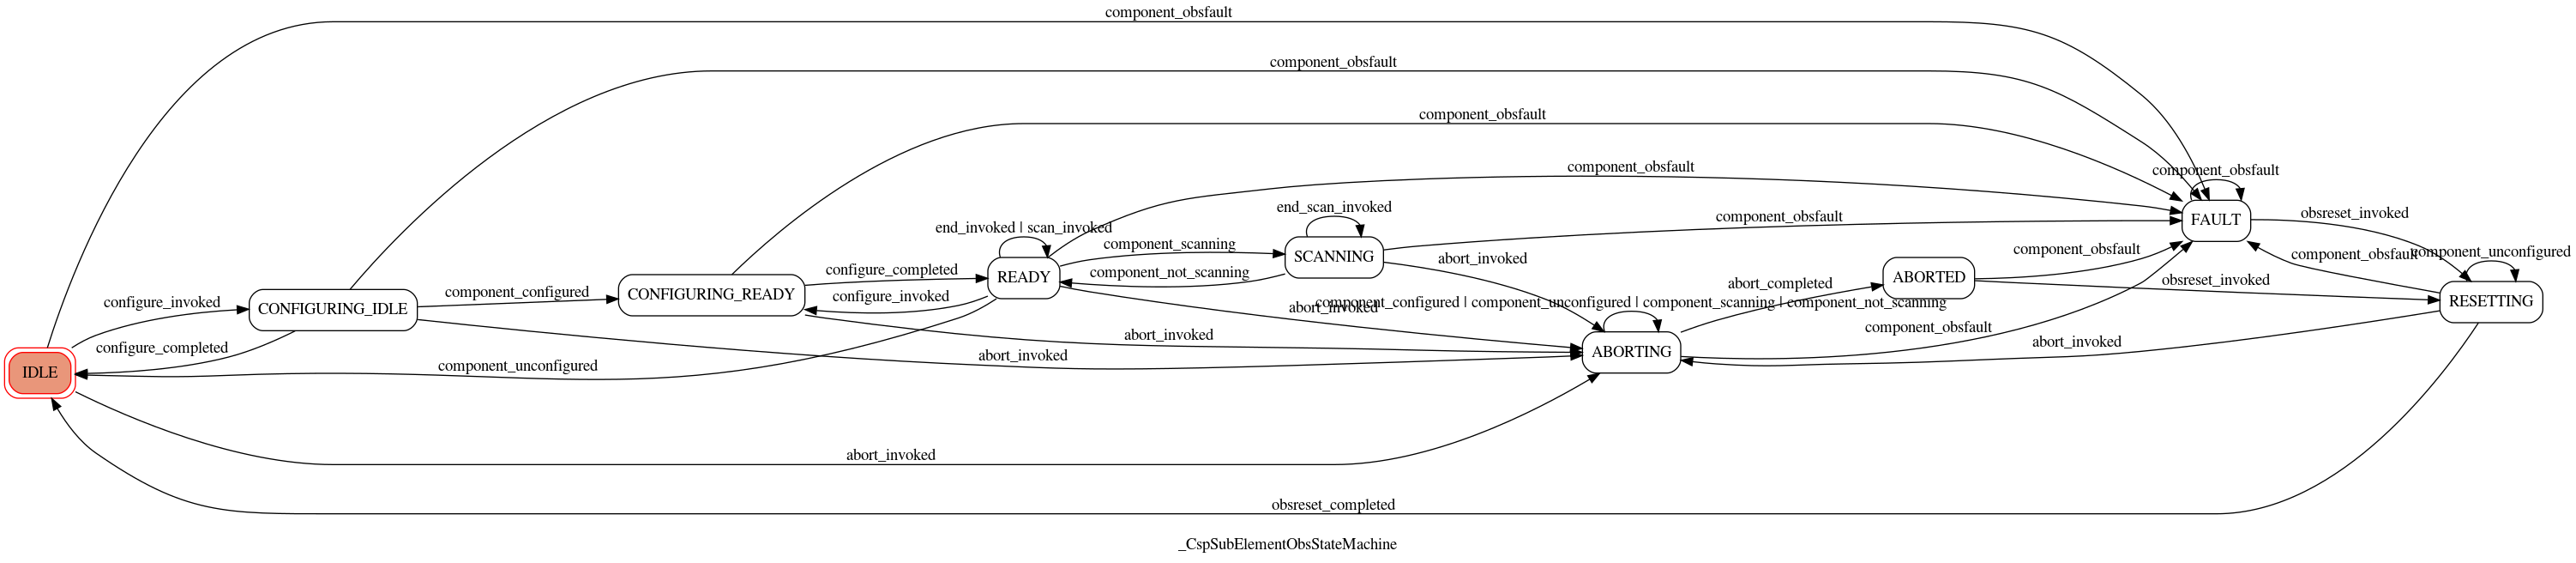 component_obsfault
component_obsfault
component_obsfault
component_obsfault
component_obsfault
end_scan_invoked
end_invoked | scan_invoked
obsreset_invoked
component_obsfault
FAULT
component_scanning
SCANNING
component_obsfault
component_obsfault
component_unconfigured
abort_invoked
configure_completed
READY
component_not_scanning
ABORTED
obsreset_invoked
abort_completed
component_configured
CONFIGURING_READY
configure_invoked
component_configured | component_unconfigured | component_scanning | component_not_scanning
RESETTING
configure_invoked
CONFIGURING_IDLE
abort_invoked
component_obsfault
abort_invoked
abort_invoked
configure_completed
abort_invoked
ABORTING
component_unconfigured
IDLE
abort_invoked
obsreset_completed
_CspSubElementObsStateMachine